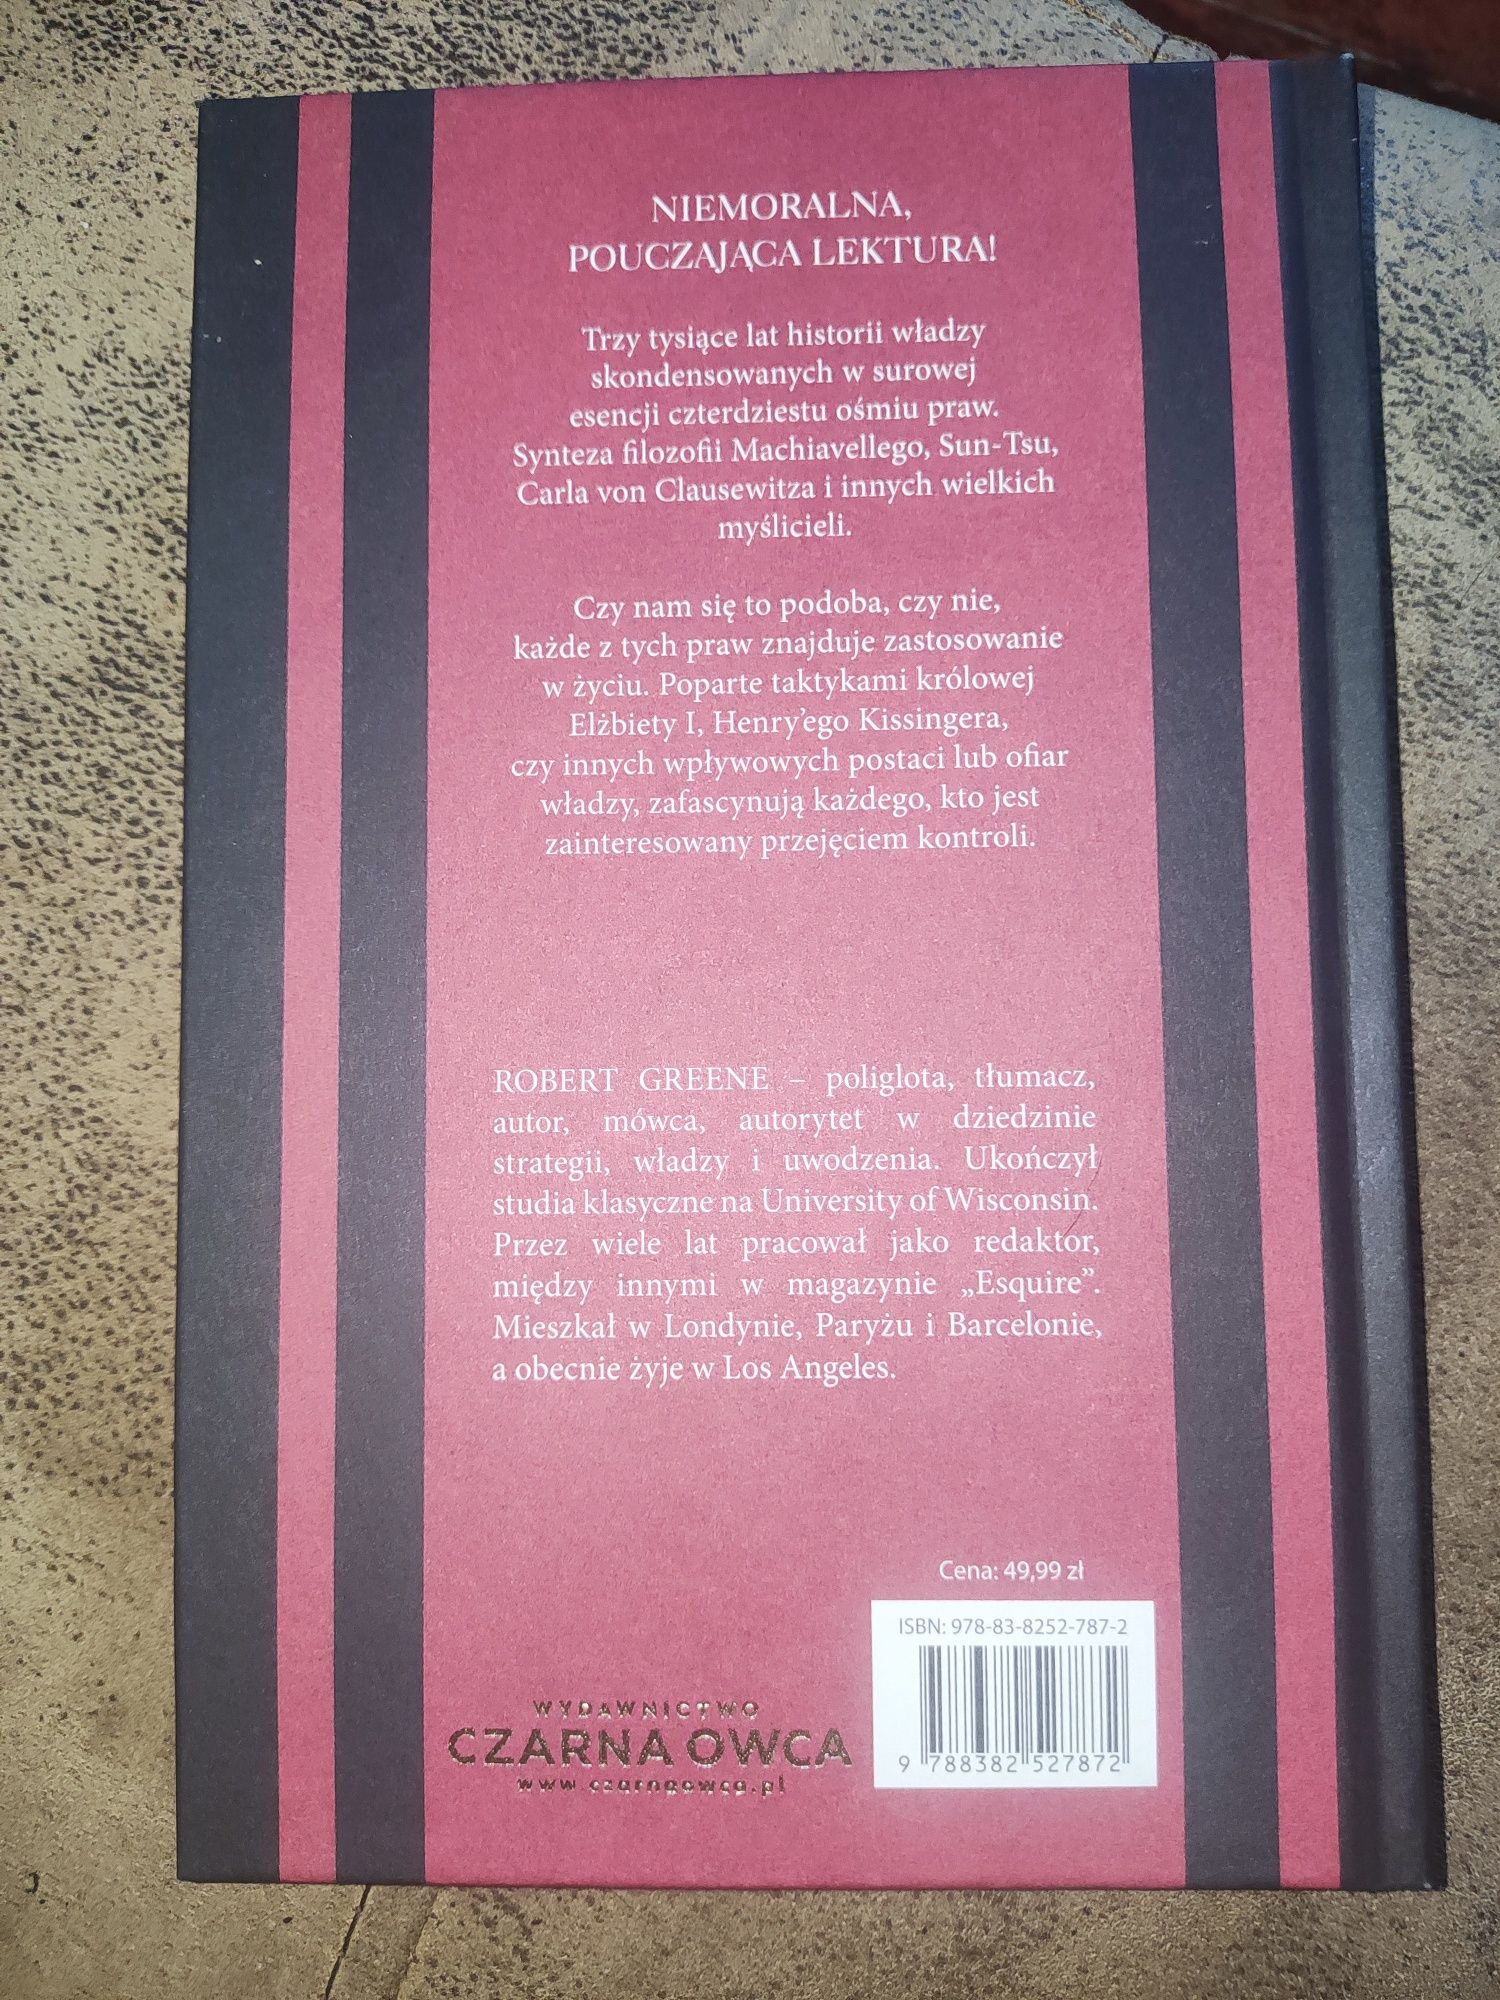 NIEMORALNA,
POUCZAJĄCA LEKTURA!
Trzy tysiące lat historii władzy
skondensowanych w surowej
esencji czterdziestu ośmiu praw.
Synteza filozofii Machiavellego, Sun-Tsu,
Carla von Clausewitza i innych wielkich
myślicieli.
Czy nam się to podoba, czy nie,
każde z tych praw znajduje zastosowanie
w życiu. Poparte taktykami królowej
Elżbiety I, Henry’ego Kissingera,
czy innych wpływowych postaci lub ofiar
władzy, zafascynują każdego, kto jest
zainteresowany przejęciem kontroli.
ROBERT GREENE – poliglota, tłumacz,
autor, mówca, autorytet w dziedzinie
strategii, władzy i uwodzenia. Ukończył
studia klasyczne na University of Wisconsin.
Przez wiele lat pracował jako redaktor,
między innymi w magazynie „Esquire”.
Mieszkał w Londynie, Paryżu i Barcelonie,
a obecnie żyje w Los Angeles.
Cena: 49,99 zł
ISBN: 978-83-8252-787-2
9 788382 527872
WYDAWNICTWO
CZARNA OWCA
www.czarnaowca.pl